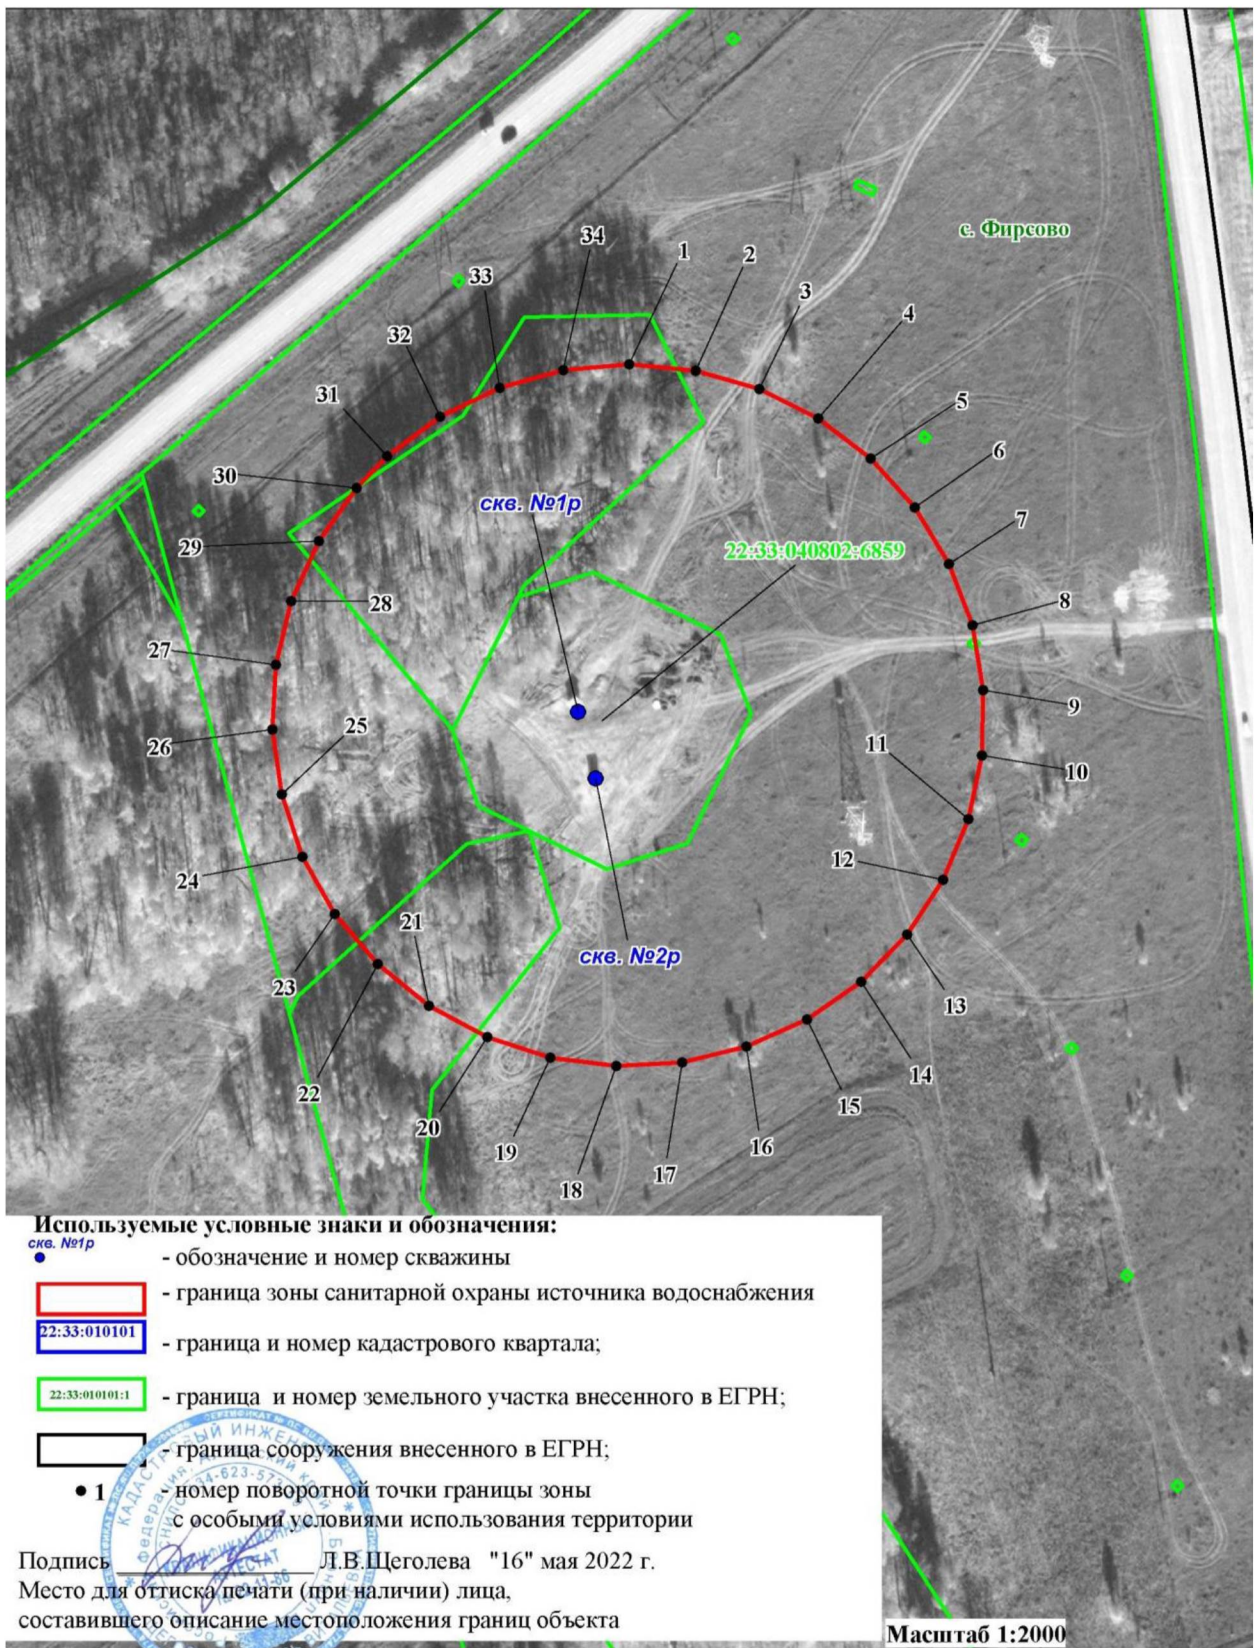 с. Фирсово
34
1
2
33
3
4
32
31
5
30
6
скв. №1р
7
29
22:33:040802:6859
28
8
27
9
25
26
11
10
12
24
21
скв. №2р
23
13
14
22
15
20
16
19
17
18
Используемые условные знаки и обозначения:
скв. №1р
- обозначение и номер скважины
- граница зоны санитарной охраны источника водоснабжения
22:33:010101
- граница и номер кадастрового квартала;
22:33:010101:1
- граница и номер земельного участка внесенного в ЕГРН;
- граница сооружения внесенного в ЕГРН;
1
- номер поворотной точки границы зоны
с особыми условиями использования территории
Подпись Л.В.Щеголева "16" мая 2022 г.
Место для оттиска печати (при наличии) лица,
составившего описание местоположения границ объекта
Масштаб 1:2000